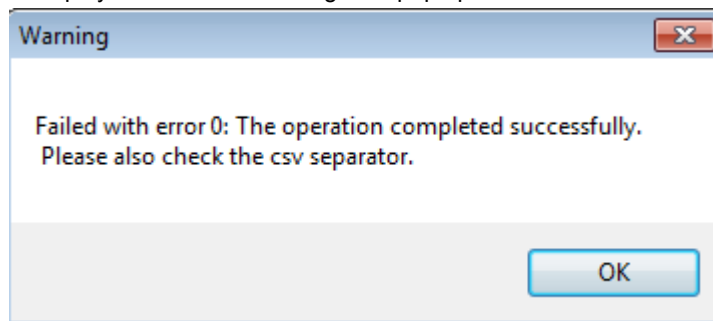 Warning
Failed with error 0: The operation completed successfully.
Please also check the csv separator.
OK